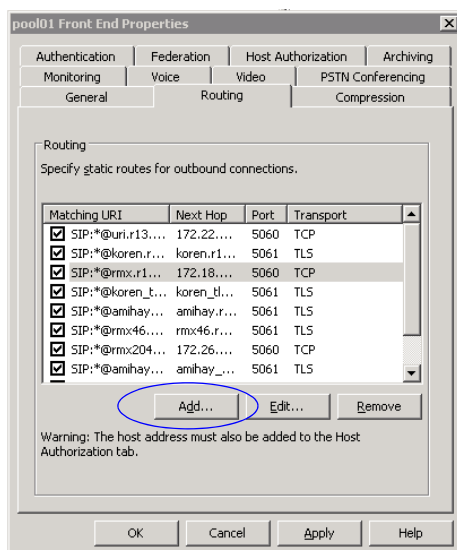 pool01 Front End Properties
Authentication Federation Host Authorization Archiving
Monitoring Voice Video PSTN Conferencing
General Routing Compression
Routing
Specify static routes for outbound connections.
Matching URI Next Hop Port Transport
SIP:*@uri.r13.... 172.22.... 5060 TCP
SIP:*@koren.r... koren.r1... 5061 TLS
SIP:*@rmx.r1... 172.18.... 5060 TCP
SIP:*@koren_t... koren_tl... 5061 TLS
SIP:*@amihay... amihay.r... 5061 TLS
SIP:*@rmx46.... rmx46.r... 5061 TLS
SIP:*@rmx204... 172.26.... 5060 TCP
SIP:*@amihay... amihay_... 5061 TLS
Add... Edit... Remove
Warning: The host address must also be added to the Host
Authorization tab.
OK Cancel Apply Help